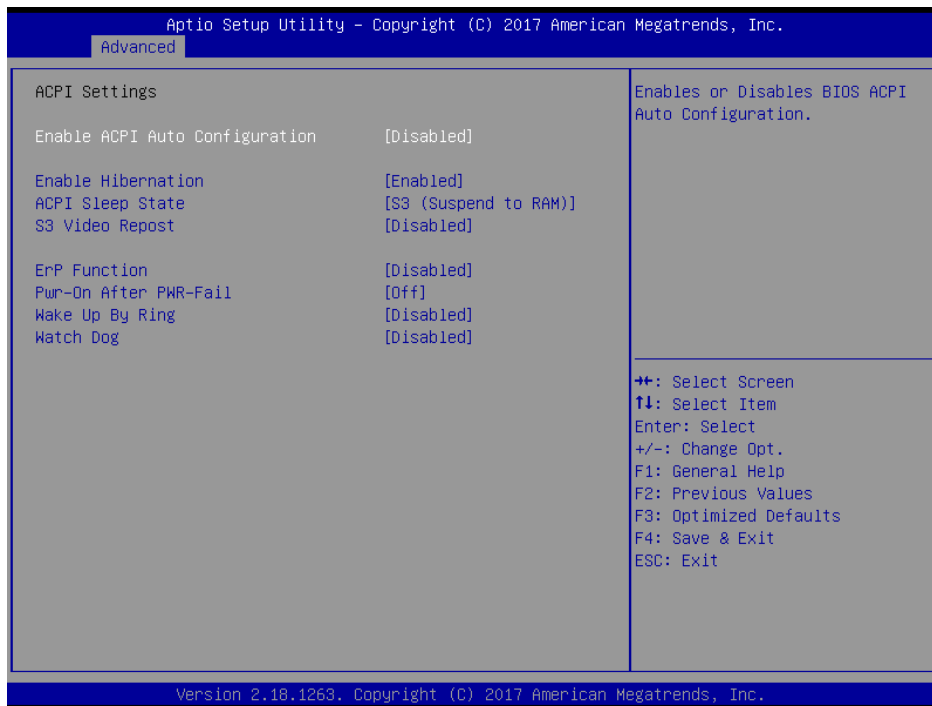 Aptio Setup Utility – Copyright (C) 2017 American Megatrends, Inc.
Advanced
ACPI Settings
Enable ACPI Auto Configuration [Disabled]
Enable Hibernation [Enabled]
ACPI Sleep State [S3 (Suspend to RAM)]
S3 Video Repost [Disabled]
ErP Function [Disabled]
Pwr-On After PWR-Fail [Off]
Wake Up By Ring [Disabled]
Watch Dog [Disabled]
Enables or Disables BIOS ACPI
Auto Configuration.
→←: Select Screen
↑↓: Select Item
Enter: Select
+/-: Change Opt.
F1: General Help
F2: Previous Values
F3: Optimized Defaults
F4: Save & Exit
ESC: Exit
Version 2.18.1263. Copyright (C) 2017 American Megatrends, Inc.